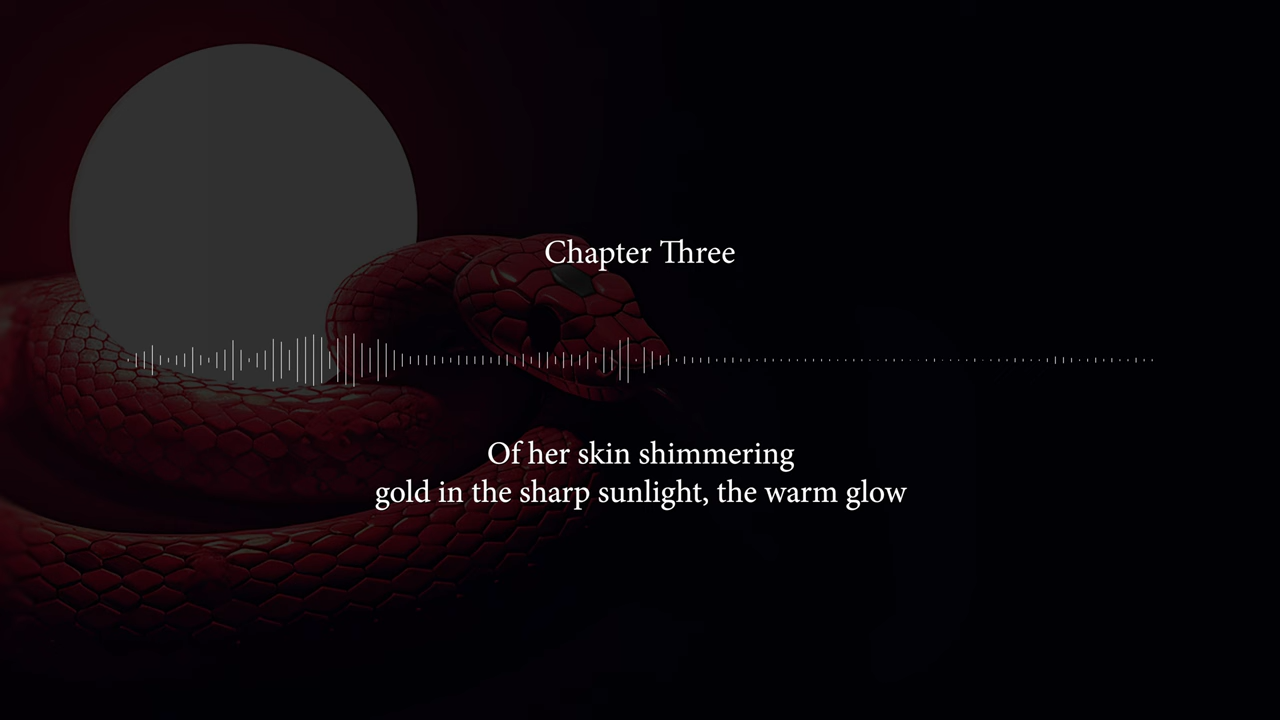 Chapter Three
Of her skin shimmering
gold in the sharp sunlight, the warm glow